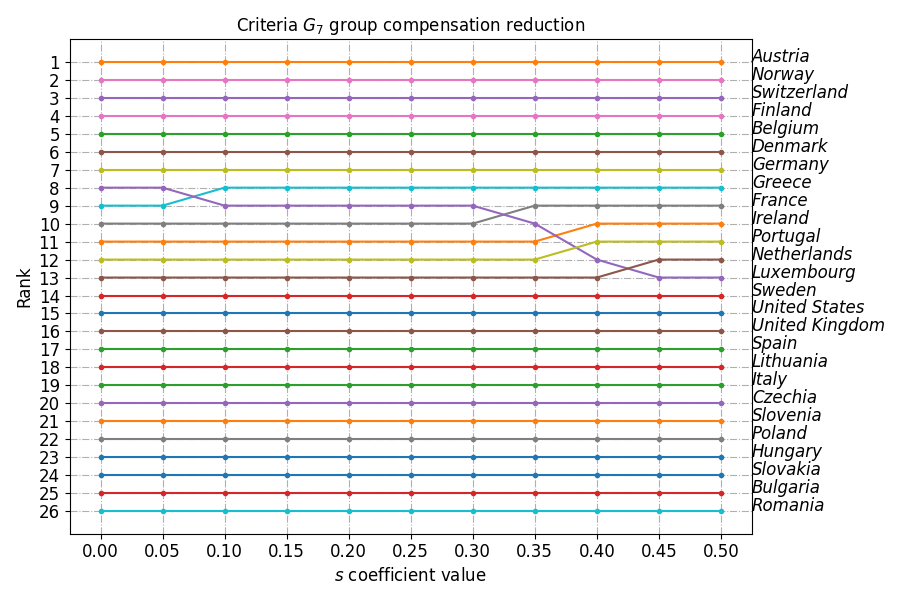 Criteria G7 group compensation reduction
Rank
1
2
3
4
5
6
7
8
9
10
11
12
13
14
15
16
17
18
19
20
21
22
23
24
25
26
Austria
Norway
Switzerland
Finland
Belgium
Denmark
Germany
Greece
France
Ireland
Portugal
Netherlands
Luxembourg
Sweden
United States
United Kingdom
Spain
Lithuania
Italy
Czechia
Slovenia
Poland
Hungary
Slovakia
Bulgaria
Romania
0.00 0.05 0.10 0.15 0.20 0.25 0.30 0.35 0.40 0.45 0.50
s coefficient value